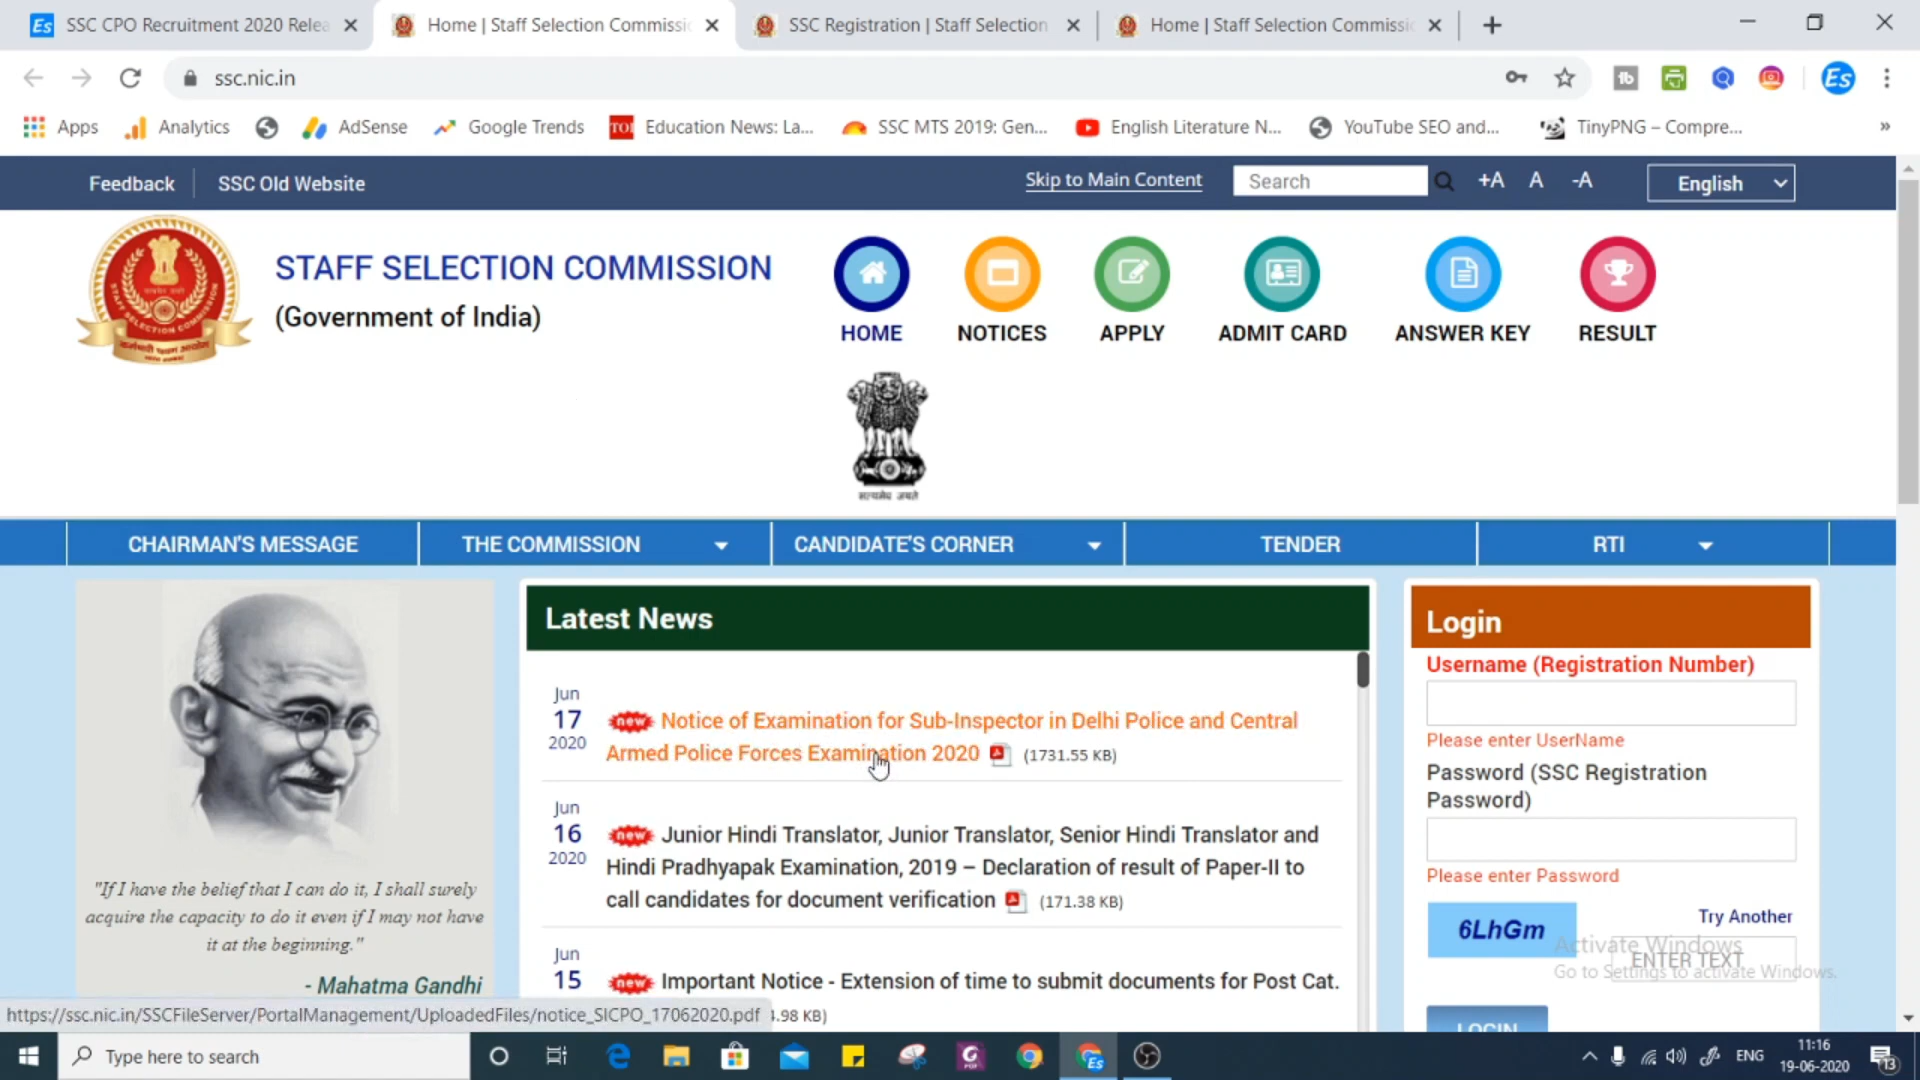 SSC CPO Recruitment 2020 Relea
Home | Staff Selection Commissi
SSC Registration | Staff Selection
Home | Staff Selection Commissi
ssc.nic.in
Es
Apps
Analytics
AdSense
Google Trends
TOI
Education News: La...
SSC MTS 2019: Gen...
English Literature N...
YouTube SEO and...
TinyPNG – Compre...
»
Feedback
SSC Old Website
Skip to Main Content
Search
+A
A
-A
English
STAFF SELECTION COMMISSION
(Government of India)
HOME
NOTICES
APPLY
ADMIT CARD
ANSWER KEY
RESULT
सत्यमेव जयते
CHAIRMAN'S MESSAGE
THE COMMISSION
CANDIDATE'S CORNER
TENDER
RTI
Latest News
Jun
17
2020
new Notice of Examination for Sub-Inspector in Delhi Police and Central
Armed Police Forces Examination 2020 (1731.55 KB)
Jun
16
2020
new Junior Hindi Translator, Junior Translator, Senior Hindi Translator and
Hindi Pradhyapak Examination, 2019 – Declaration of result of Paper-II to
call candidates for document verification (171.38 KB)
Jun
15
new Important Notice - Extension of time to submit documents for Post Cat.
4.98 KB)
"If I have the belief that I can do it, I shall surely
acquire the capacity to do it even if I may not have
it at the beginning."
- Mahatma Gandhi
Login
Username (Registration Number)
Please enter UserName
Password (SSC Registration
Password)
Please enter Password
6LhGm
Try Another
ENTER TEXT
LOGIN
Activate Windows
Go to Settings to activate Windows.
https://ssc.nic.in/SSCFileServer/PortalManagement/UploadedFiles/notice_SICPO_17062020.pdf
Type here to search
ENG
11:16
19-06-2020
13